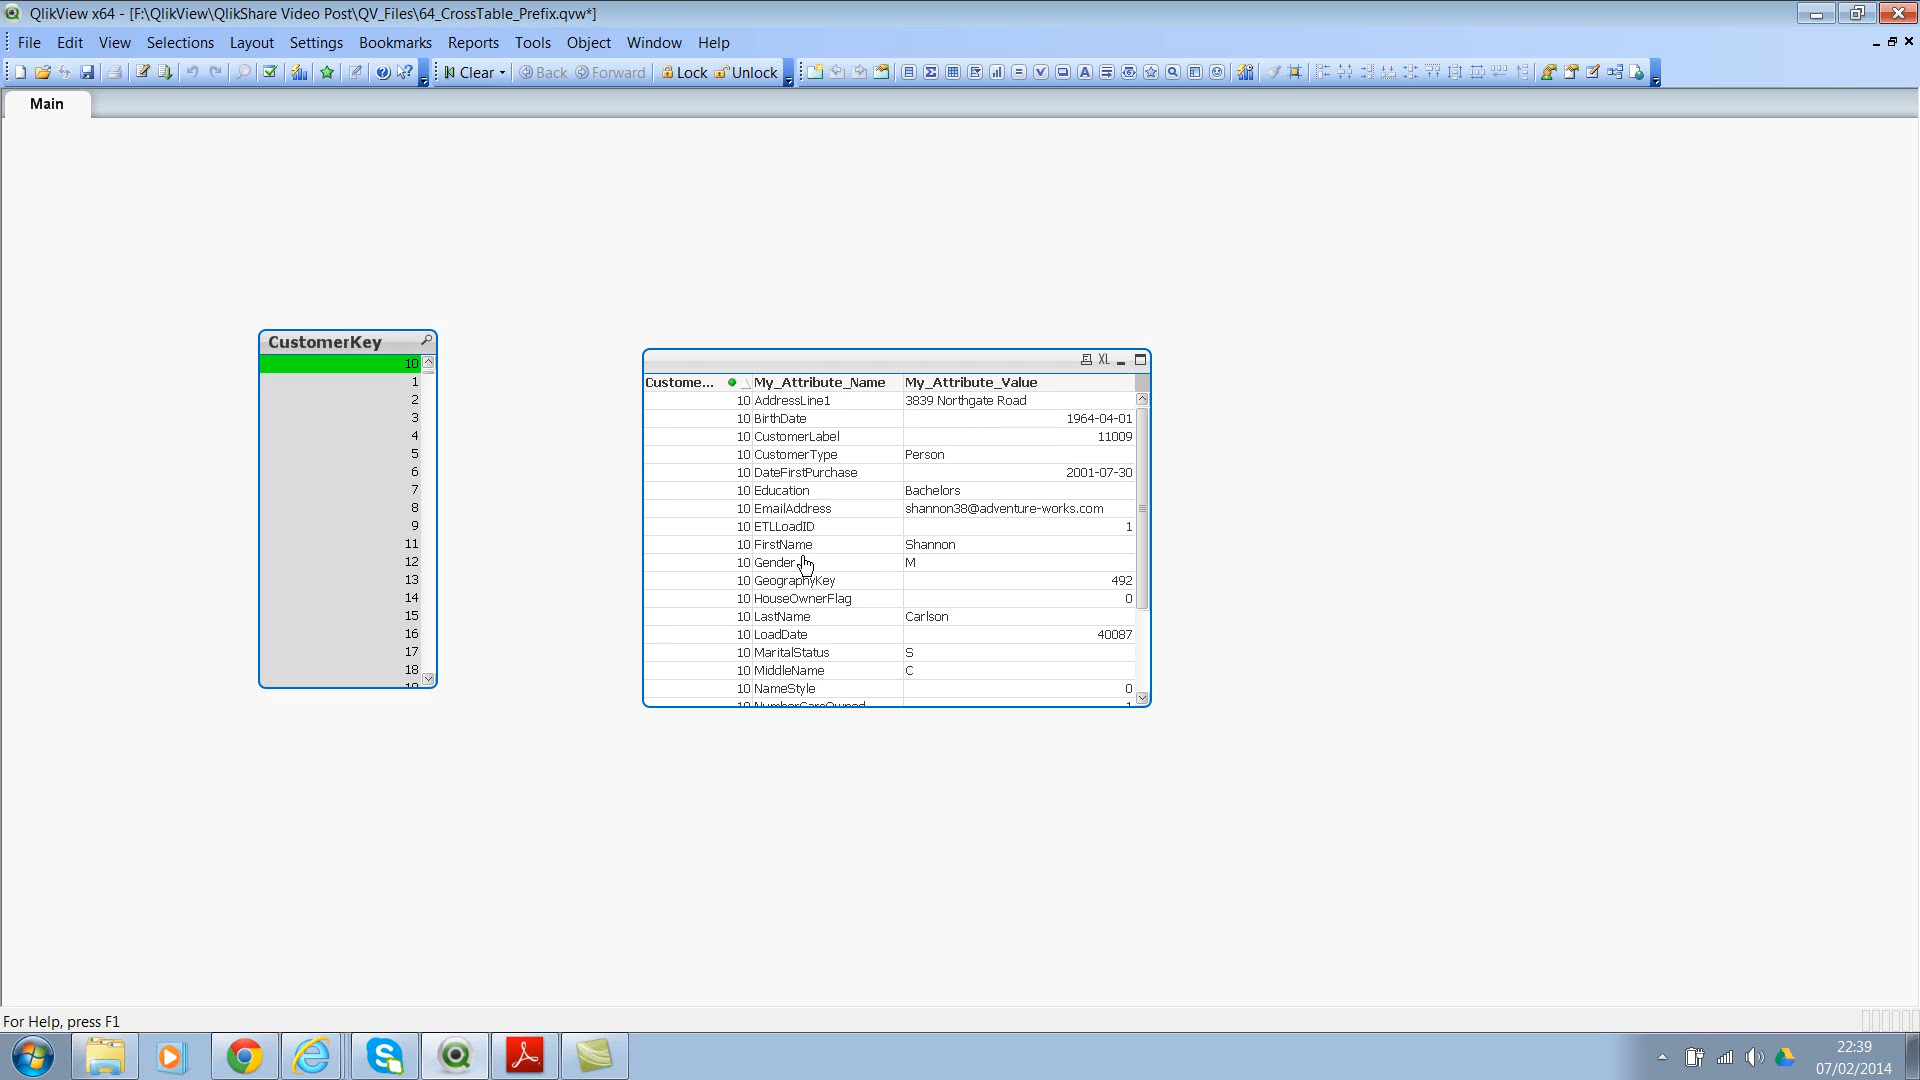 QlikView x64 - [F:\QlikView\QlikShare Video Post\QV_Files\64_CrossTable_Prefix.qvw*]
File Edit View Selections Layout Settings Bookmarks Reports Tools Object Window Help
Clear Back Forward Lock Unlock
Main
CustomerKey
10
1
2
3
4
5
6
7
8
9
11
12
13
14
15
16
17
18
19
XL
Custome... My_Attribute_Name My_Attribute_Value
10 AddressLine1 3839 Northgate Road
10 BirthDate 1964-04-01
10 CustomerLabel 11009
10 CustomerType Person
10 DateFirstPurchase 2001-07-30
10 Education Bachelors
10 EmailAddress shannon38@adventure-works.com
10 ETLLoadID 1
10 FirstName Shannon
10 Gender M
10 GeographyKey 492
10 HouseOwnerFlag 0
10 LastName Carlson
10 LoadDate 40087
10 MaritalStatus S
10 MiddleName C
10 NameStyle 0
10 NumberCarsOwned 1
For Help, press F1
22:39
07/02/2014